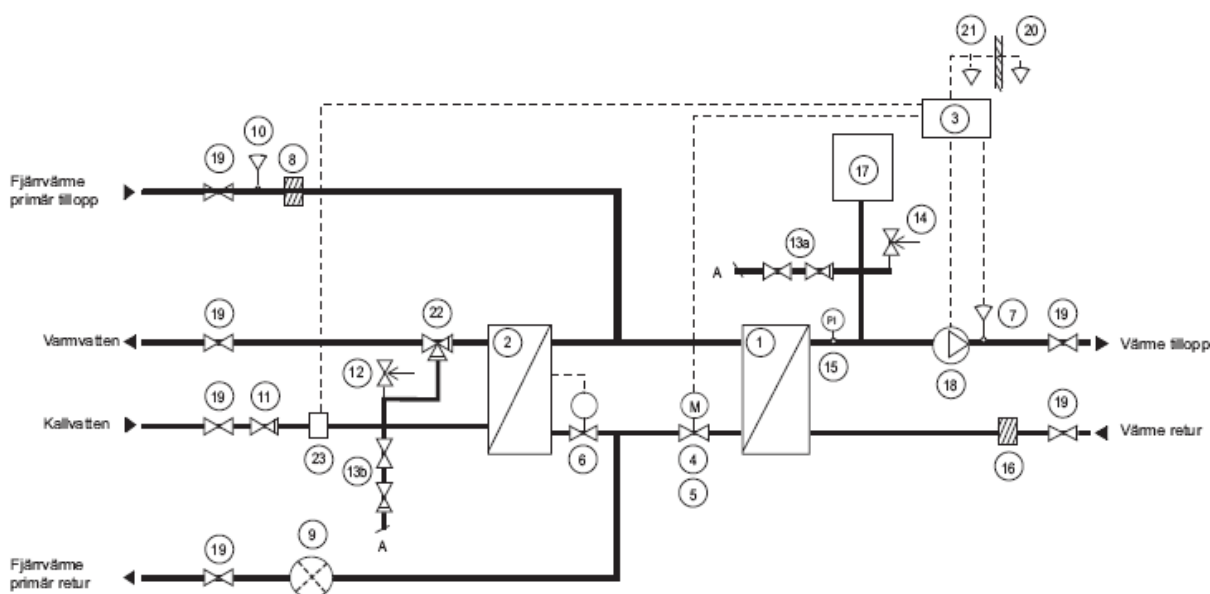 21
20
3
10
19
8
Fjärrvärme
primär tillopp
17
14
13a
A
19
22
2
1
PI
7
19
Varmvatten
12
15
18
Värme tillopp
19
11
M
19
Kallvatten
23
13b
6
4
5
16
Värme retur
A
19
9
Fjärrvärme
primär retur